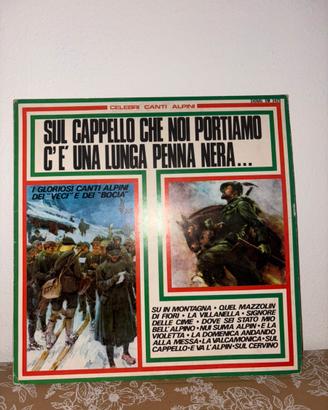 CELEBRI CANTI ALPINI
SUL CAPPELLO CHE NOI PORTIAMO
C'E' UNA LUNGA PENNA NERA...
I GLORIOSI CANTI ALPINI
DEI "VECI" E DEI "BOCIA"
SU IN MONTAGNA • QUEL MAZZOLIN
DI FIORI • LA VILLANELLA • SIGNORE
DELLE CIME • DOVE SEI STATO MIO
BELL'ALPINO • NUI SUMA ALPIN • E LA
VIOLETTA • LA DOMENICA ANDANDO
ALLA MESSA • LA VALCAMONICA • SUL
CAPPELLO • E VA L'ALPIN • SUL CERVINO